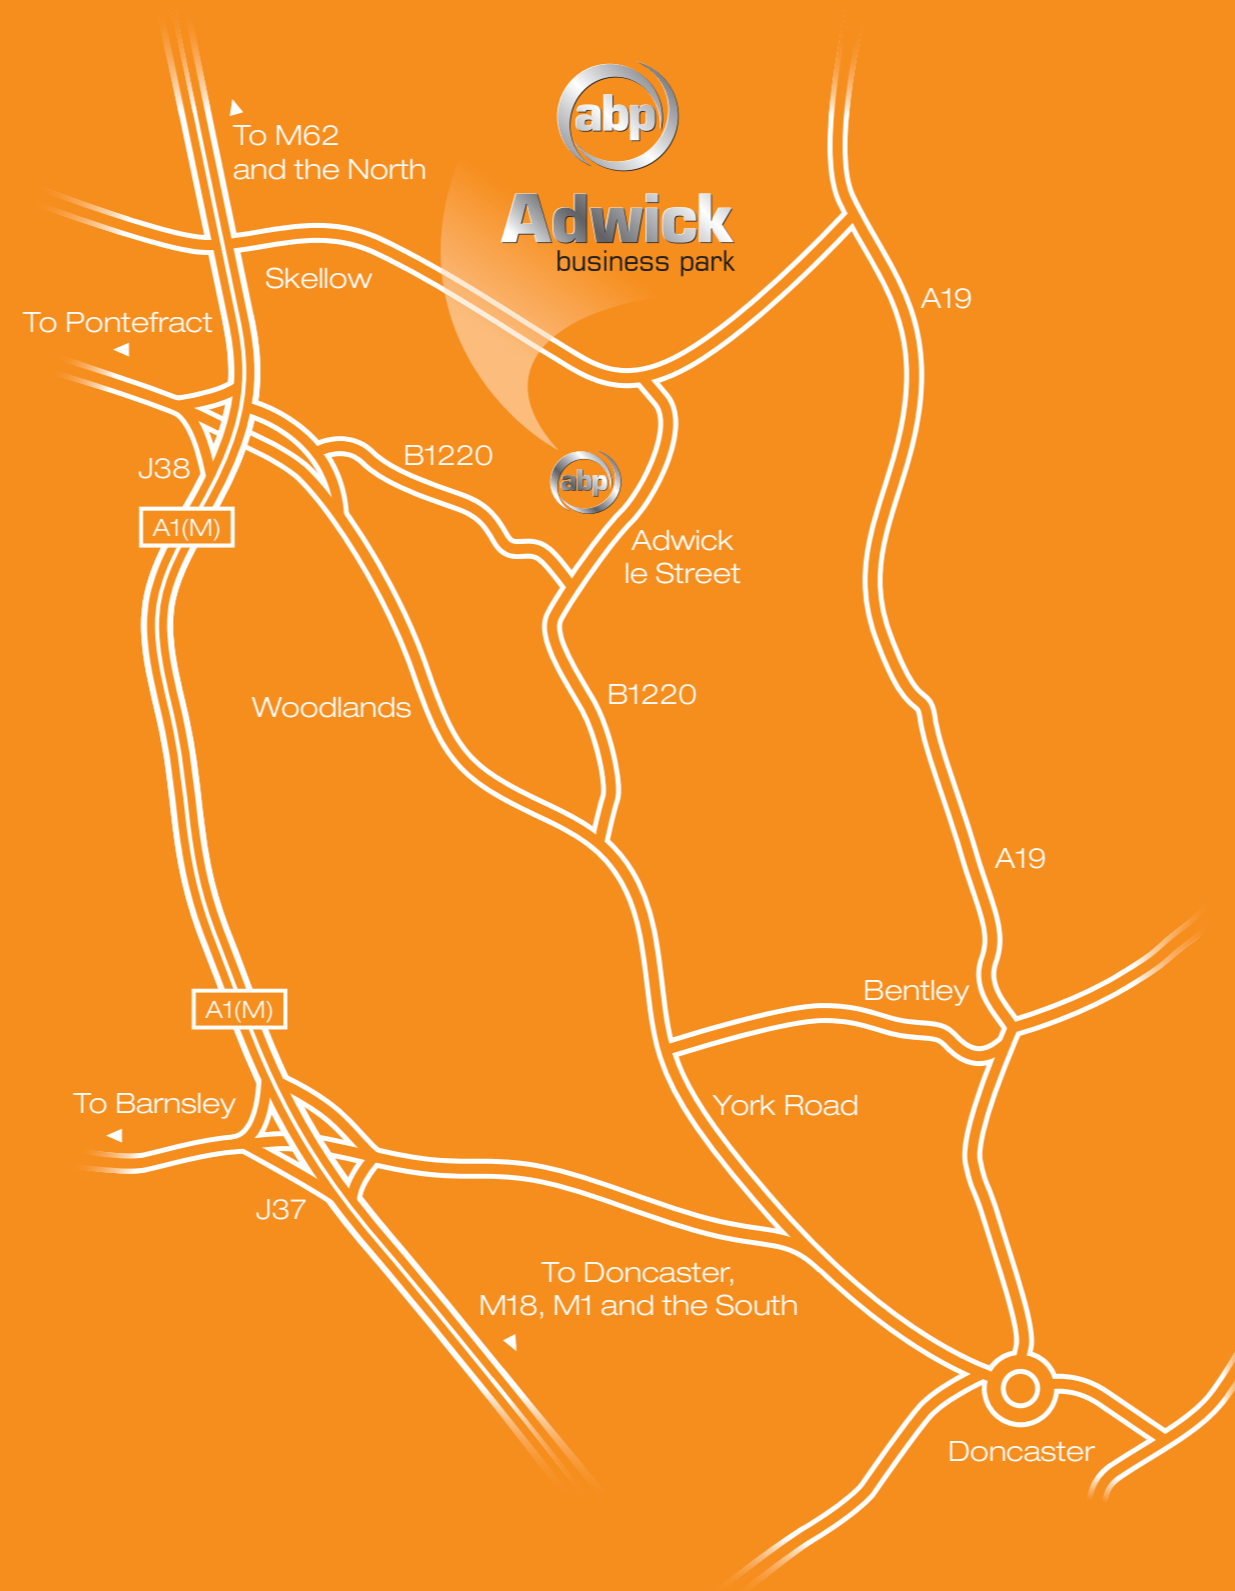 abp
To M62
and the North
Adwick
business park
Skellow
A19
To Pontefract
B1220
J38
abp
A1(M)
Adwick
le Street
B1220
Woodlands
A19
Bentley
A1(M)
To Barnsley
York Road
J37
To Doncaster,
M18, M1 and the South
Doncaster